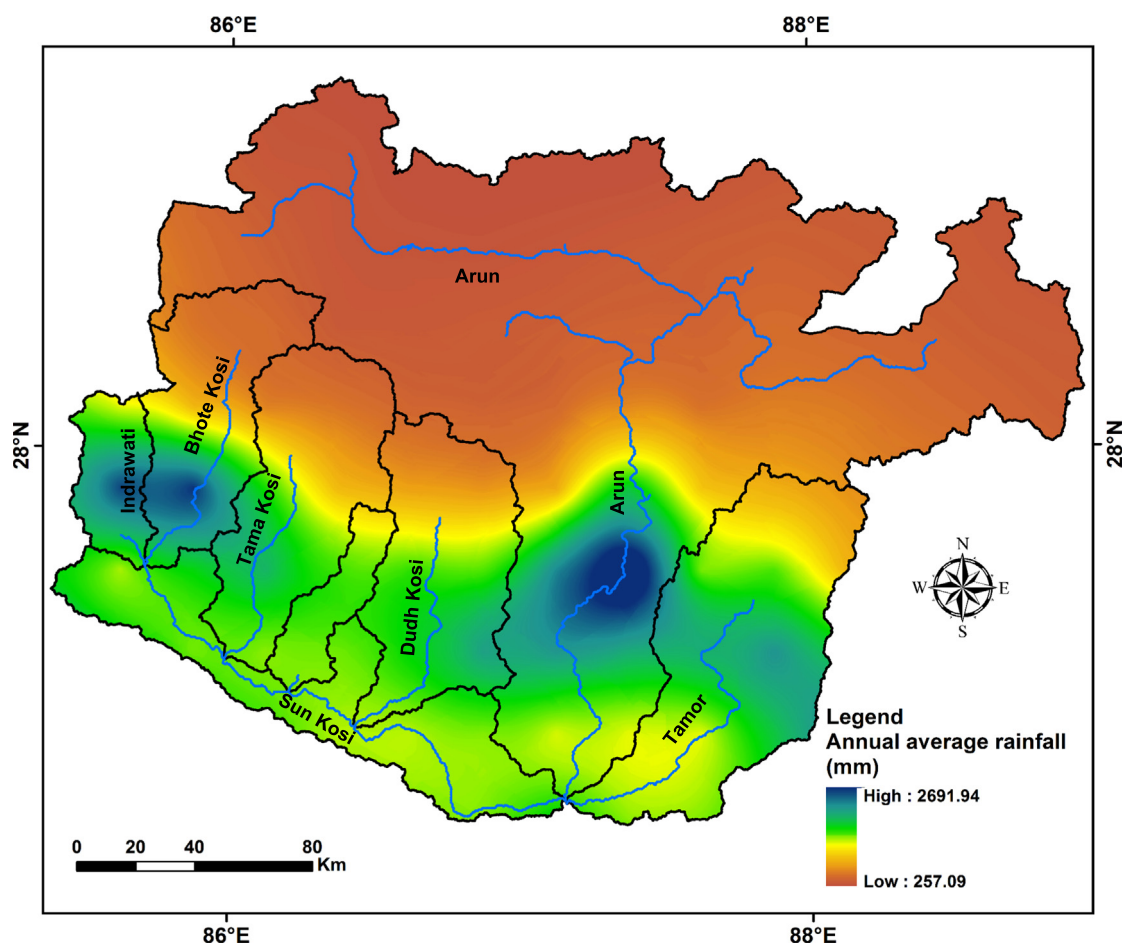 86°E
88°E
Arun
28°N
28°N
Bhote Kosi
Indrawati
Tama Kosi
Arun
Dudh Kosi
Sun Kosi
Tamor
N
W
E
S
Legend
Annual average rainfall
(mm)
High : 2691.94
Low : 257.09
0 20 40 80
Km
86°E
88°E